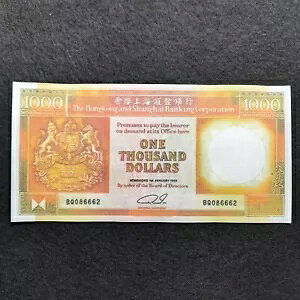 1000 香港上海滙豐銀行 1000
The Hongkong and Shanghai Banking Corporation
Promises to pay the bearer
on demand at its Office here
ONE
THOUSAND
DOLLARS
By order of the Board of Directors
BQ086662 BQ086662